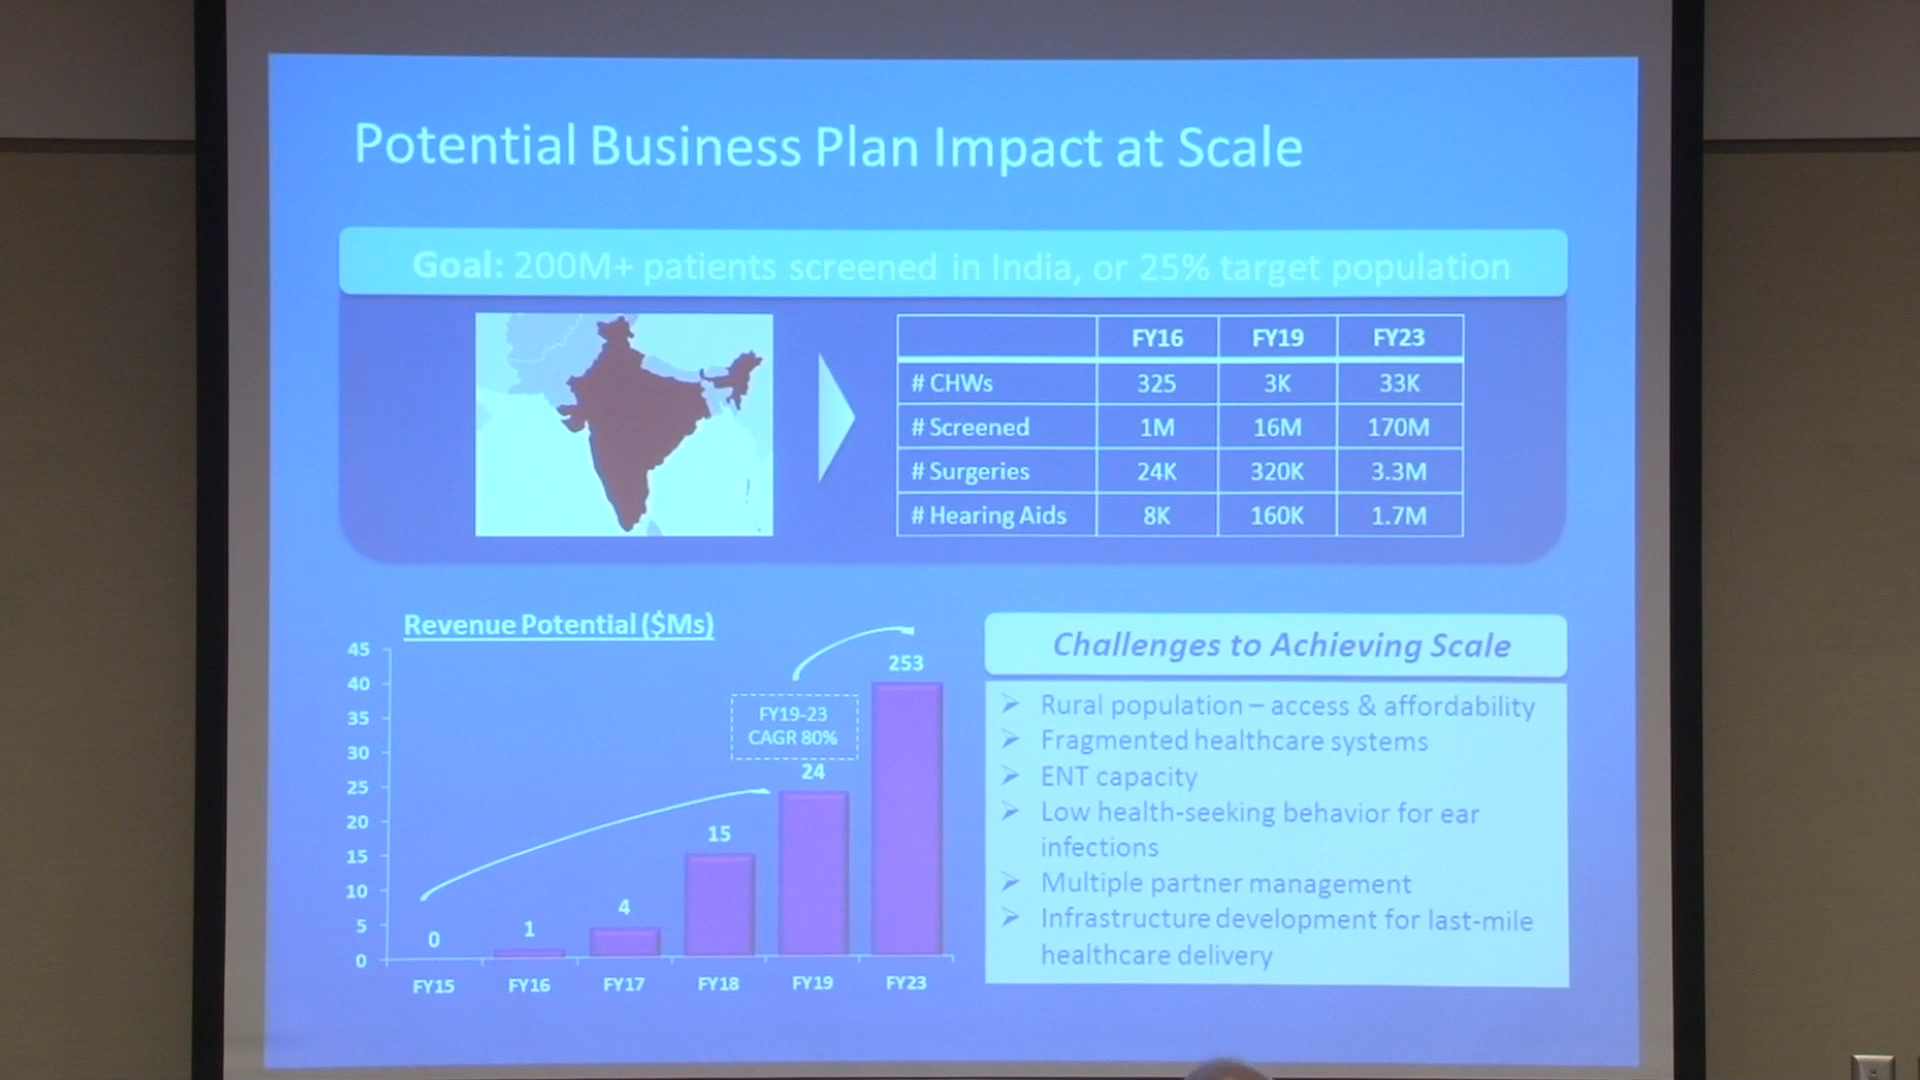 Potential Business Plan Impact at Scale
Goal: 200M+ patients screened in India, or 25% target population
FY16 FY19 FY23
# CHWs 325 3K 33K
# Screened 1M 16M 170M
# Surgeries 24K 320K 3.3M
# Hearing Aids 8K 160K 1.7M
Revenue Potential ($Ms)
45
40
35
30
25
20
15
10
5
0
0
1
4
15
24
253
FY19-23
CAGR 80%
FY15 FY16 FY17 FY18 FY19 FY23
Challenges to Achieving Scale
➢ Rural population – access & affordability
➢ Fragmented healthcare systems
➢ ENT capacity
➢ Low health-seeking behavior for ear
infections
➢ Multiple partner management
➢ Infrastructure development for last-mile
healthcare delivery